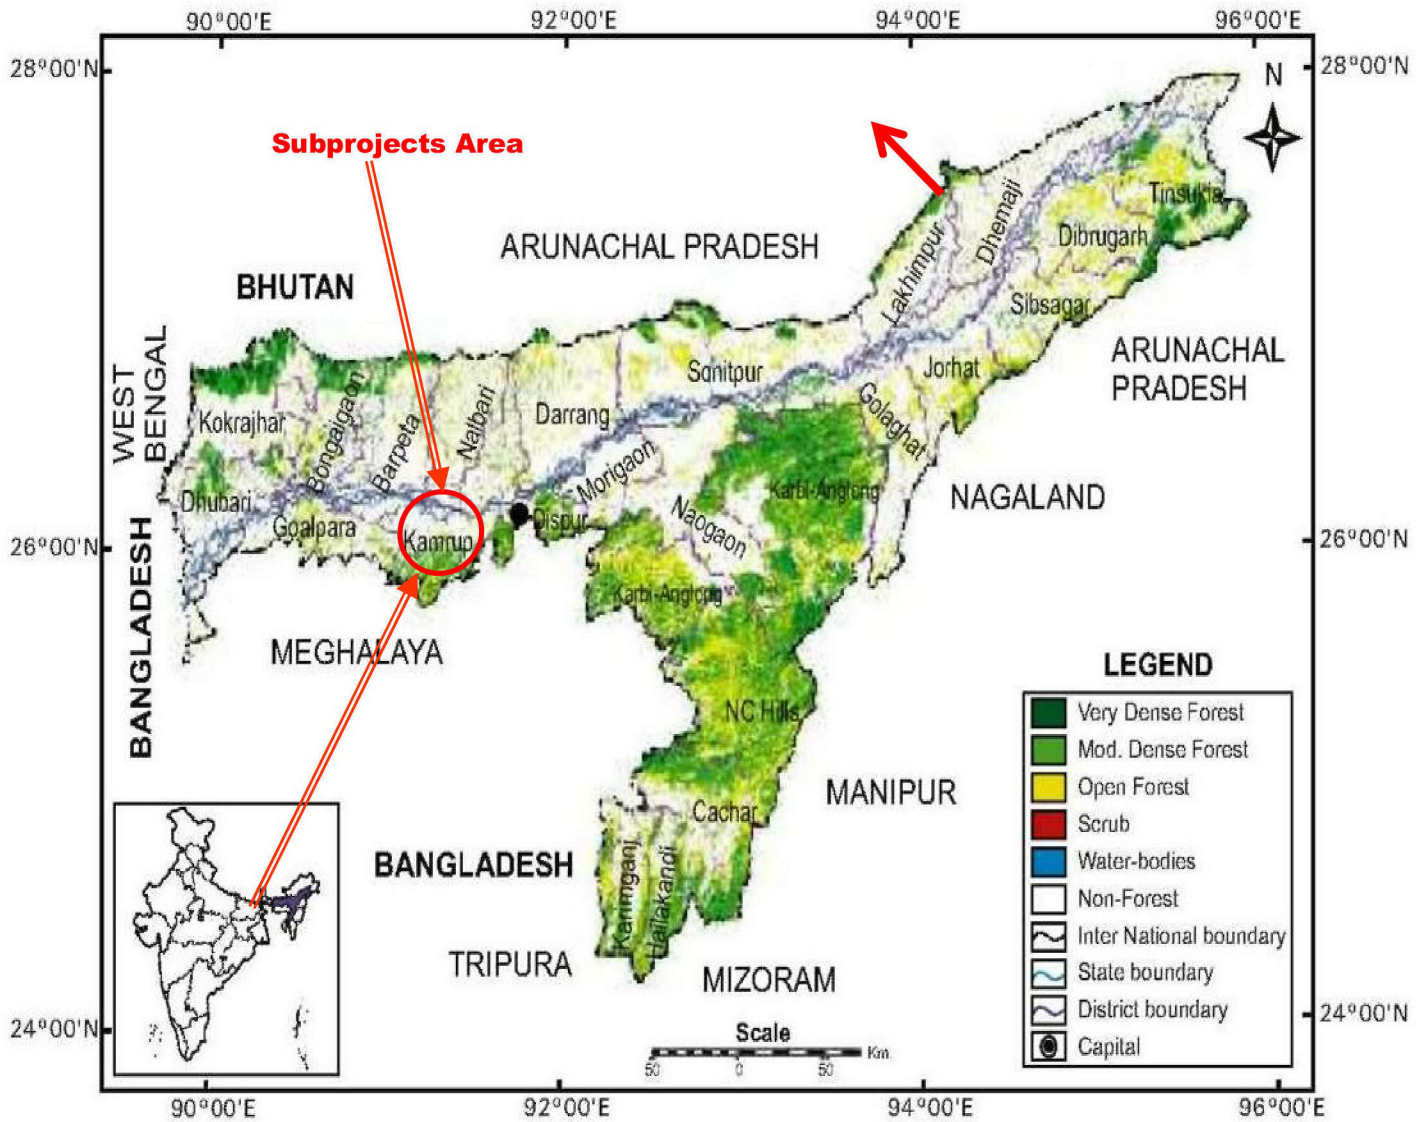 90°00'E 92°00'E 94°00'E 96°00'E
28°00'N 28°00'N
N
Subprojects Area
Tinsukia
Dhemaji
Dibrugarh
ARUNACHAL PRADESH
Lakhimpur
BHUTAN
Sibsagar
WEST
BENGAL
ARUNACHAL
PRADESH
Jorhat
Sonitpur
Golaghat
Kokrajhar
Bongaigaon
Barpeta
Nalbari
Darrang
Morigaon
Karbi-Anglong
NAGALAND
Dhubari
Goalpara
Kamrup
Dispur
Naogaon
26°00'N 26°00'N
BANGLADESH
Karbi-Anglong
MEGHALAYA
NC Hills
MANIPUR
Cachar
BANGLADESH
Karimganj
Hailakandi
TRIPURA
MIZORAM
LEGEND
Very Dense Forest
Mod. Dense Forest
Open Forest
Scrub
Water-bodies
Non-Forest
Inter National boundary
State boundary
District boundary
Capital
24°00'N 24°00'N
Scale
Km.
50 0 50
90°00'E 92°00'E 94°00'E 96°00'E